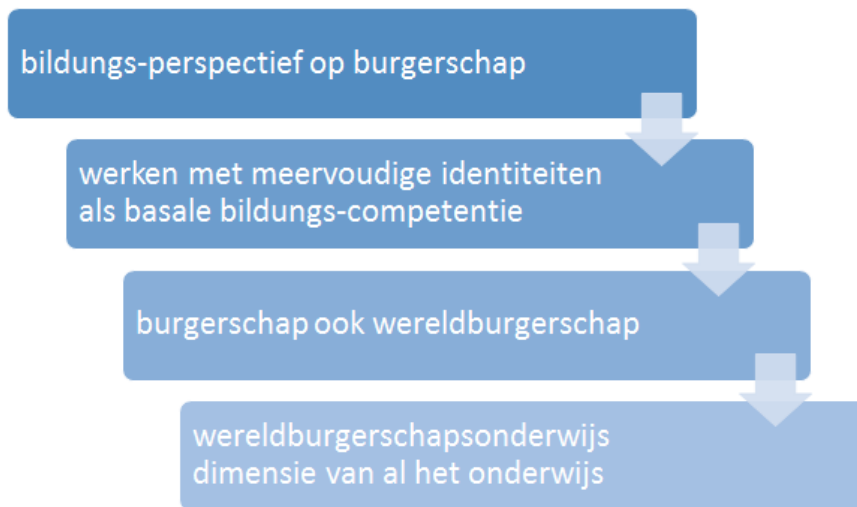 bildungs-perspectief op burgerschap
werken met meervoudige identiteiten
als basale bildungs-competentie
burgerschap ook wereldburgerschap
wereldburgerschapsonderwijs
dimensie van al het onderwijs